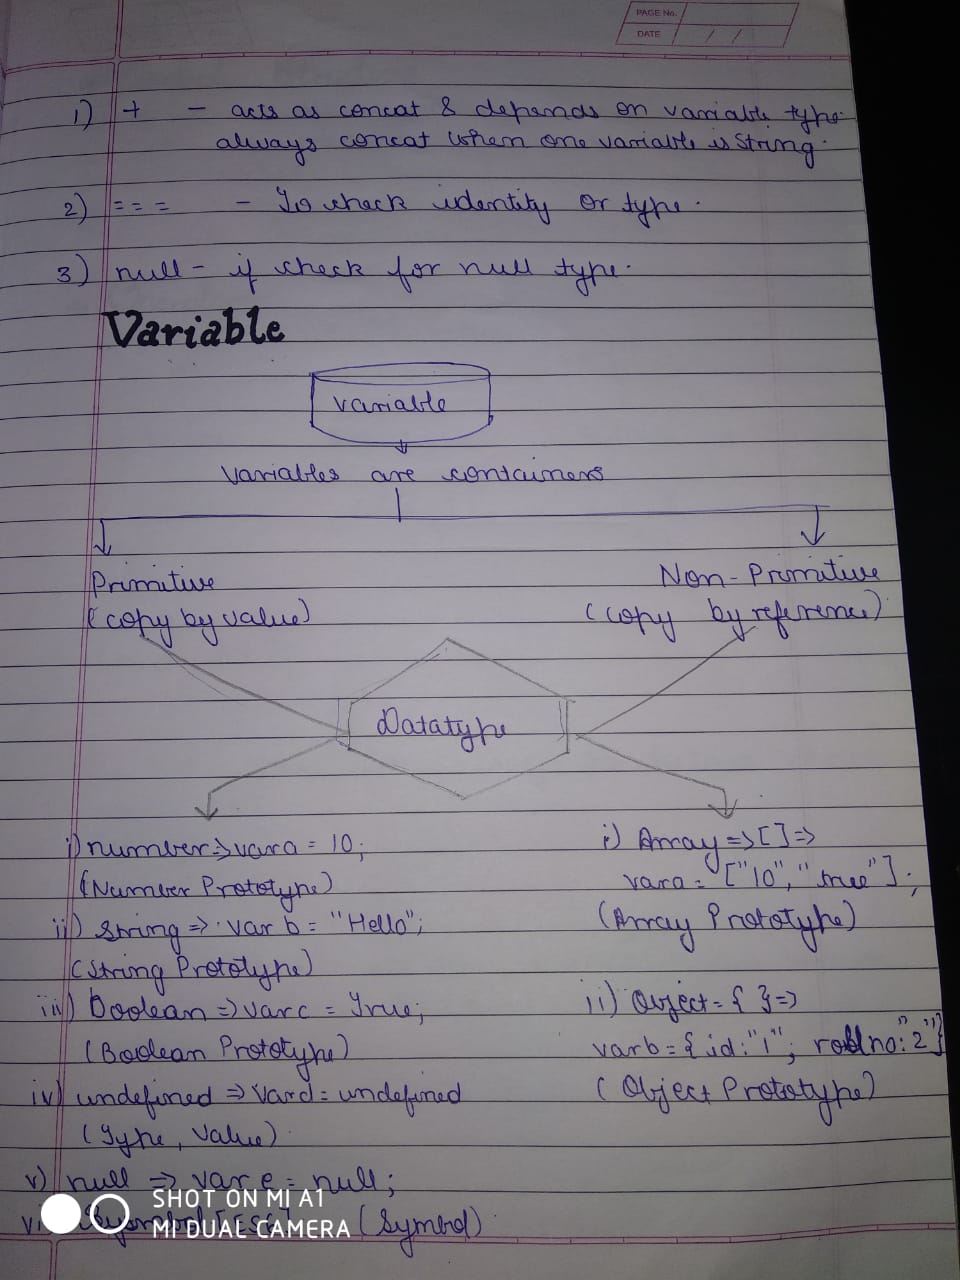 PAGE No.
DATE / /
1) + - acts as concat & depends on variable type.
always concat when one variable is String.
2) = = = - To check identity or type.
3) null - if check for null type.
Variable
variable
Variables are containers
Primitive
(copy by value)
Non-Primitive
(copy by reference)
Datatype
i) number => var a = 10;
(Number Prototype)
ii) string => var b = "Hello";
(String Prototype)
iii) boolean => var c = True;
(Boolean Prototype)
iv) undefined => var d = undefined
(Type, Value)
v) null => var e = null;
(Symbol)
i) Array => [ ] =>
var a = ["10", "true"];
(Array Prototype)
ii) Object = { } =>
var b = { id: "1"; rollno: "2"}
(Object Prototype)
SHOT ON MI A1
MI DUAL CAMERA